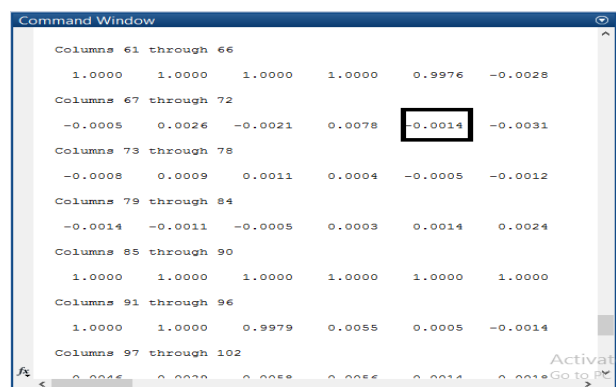 Command Window
Columns 61 through 66
1.0000 1.0000 1.0000 1.0000 0.9976 -0.0028
Columns 67 through 72
-0.0005 0.0026 -0.0021 0.0078 -0.0014 -0.0031
Columns 73 through 78
-0.0008 0.0009 0.0011 0.0004 -0.0005 -0.0012
Columns 79 through 84
-0.0014 -0.0011 -0.0005 0.0003 0.0014 0.0024
Columns 85 through 90
1.0000 1.0000 1.0000 1.0000 1.0000 1.0000
Columns 91 through 96
1.0000 1.0000 0.9979 0.0055 0.0005 -0.0014
Columns 97 through 102
Activat
fx
Go to PC